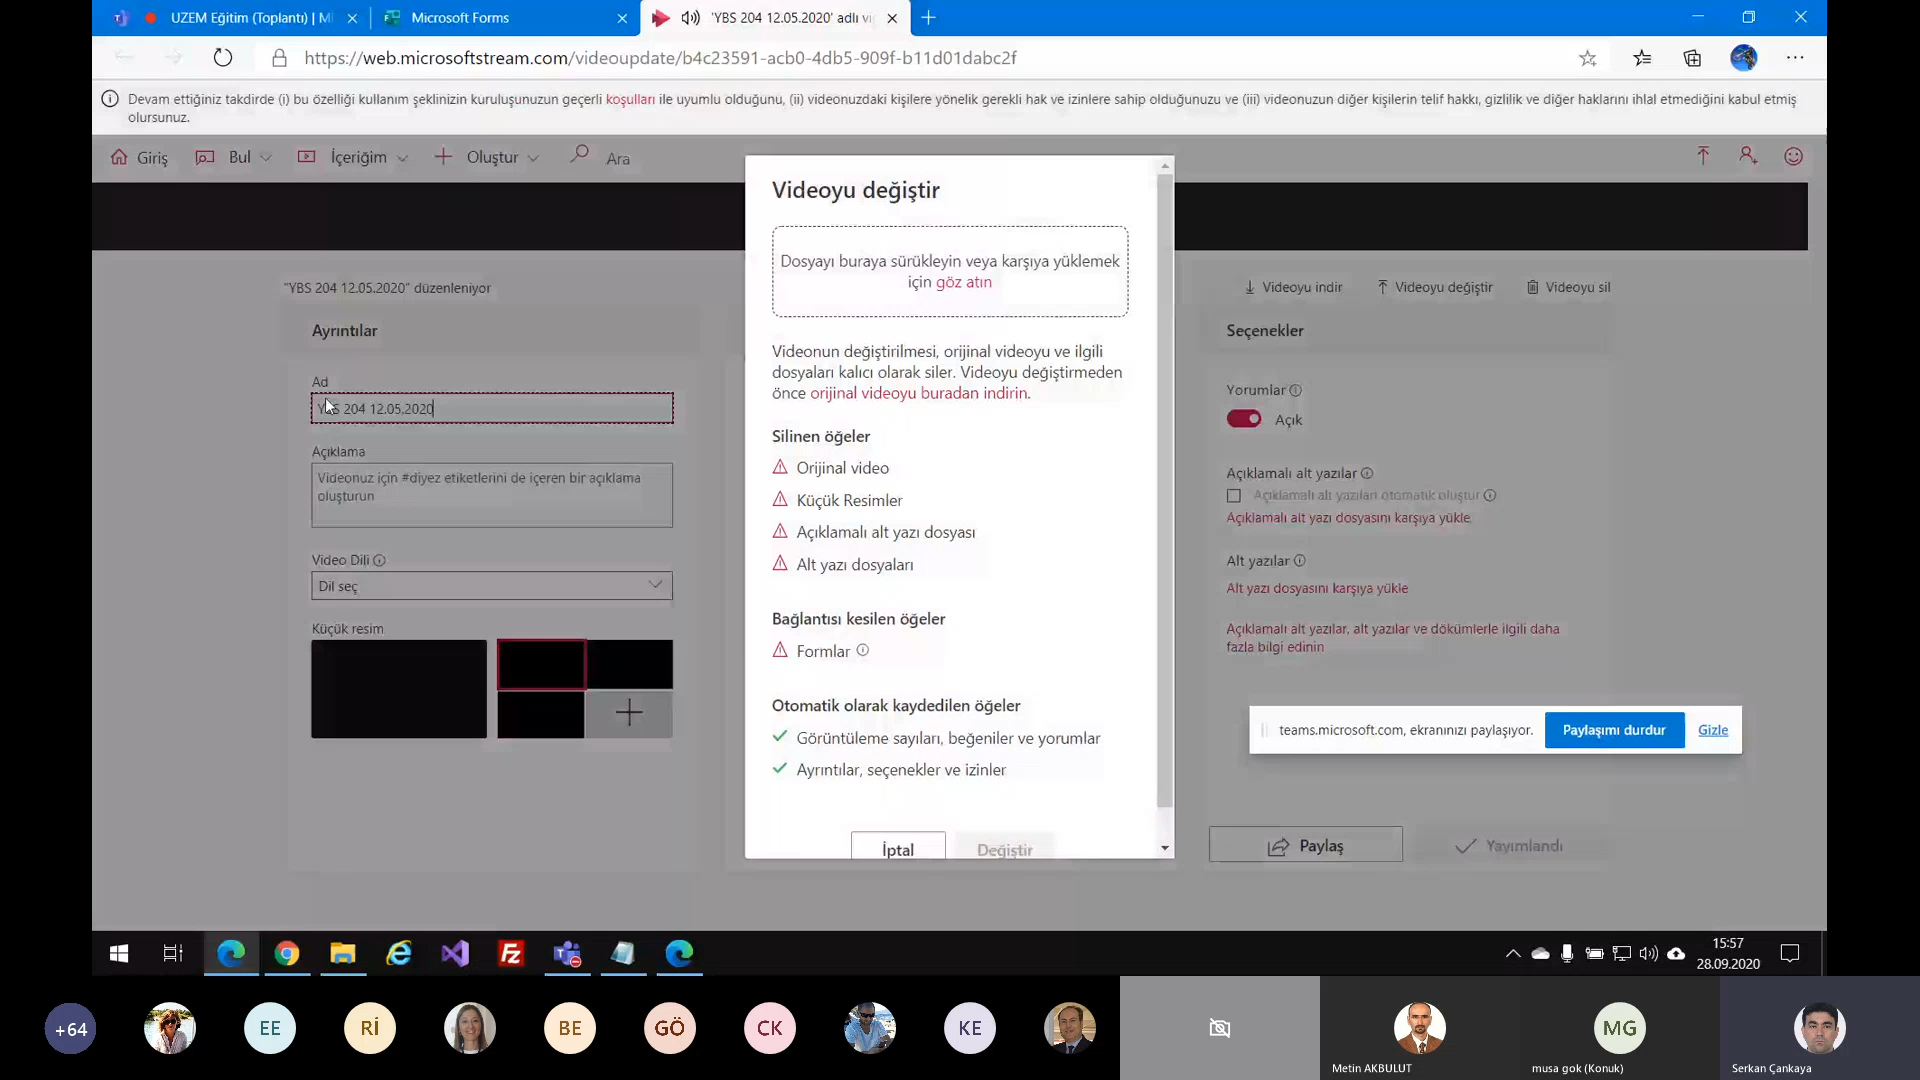 UZEM Eğitim (Toplantı) | Mi
Microsoft Forms
'YBS 204 12.05.2020' adlı vi
https://web.microsoftstream.com/videoupdate/b4c23591-acb0-4db5-909f-b11d01dabc2f
Devam ettiğiniz takdirde (i) bu özelliği kullanım şeklinizin kuruluşunuzun geçerli koşulları ile uyumlu olduğunu, (ii) videonuzdaki kişilere yönelik gerekli hak ve izinlere sahip olduğunuzu ve (iii) videonuzun diğer kişilerin telif hakkı, gizlilik ve diğer haklarını ihlal etmediğini kabul etmiş
olursunuz.
Giriş
Bul
İçeriğim
Oluştur
Ara
"YBS 204 12.05.2020" düzenleniyor
Videoyu indir
Videoyu değiştir
Videoyu sil
Ayrıntılar
Ad
YBS 204 12.05.2020
Açıklama
Videonuz için #diyez etiketlerini de içeren bir açıklama
oluşturun
Video Dili
Dil seç
Küçük resim
Videoyu değiştir
Dosyayı buraya sürükleyin veya karşıya yüklemek
için göz atın
Videonun değiştirilmesi, orijinal videoyu ve ilgili
dosyaları kalıcı olarak siler. Videoyu değiştirmeden
önce orijinal videoyu buradan indirin.
Silinen öğeler
Orijinal video
Küçük Resimler
Açıklamalı alt yazı dosyası
Alt yazı dosyaları
Bağlantısı kesilen öğeler
Formlar
Otomatik olarak kaydedilen öğeler
Görüntüleme sayıları, beğeniler ve yorumlar
Ayrıntılar, seçenekler ve izinler
İptal
Değiştir
Seçenekler
Yorumlar
Açık
Açıklamalı alt yazılar
Açıklamalı alt yazıları otomatik oluştur
Açıklamalı alt yazı dosyasını karşıya yükle
Alt yazılar
Alt yazı dosyasını karşıya yükle
Açıklamalı alt yazılar, alt yazılar ve dökümlerle ilgili daha
fazla bilgi edinin
teams.microsoft.com, ekranınızı paylaşıyor.
Paylaşımı durdur
Gizle
Paylaş
Yayımlandı
15:57
28.09.2020
+64
EE
Rİ
BE
GÖ
CK
KE
MG
Metin AKBULUT
musa gok (Konuk)
Serkan Çankaya